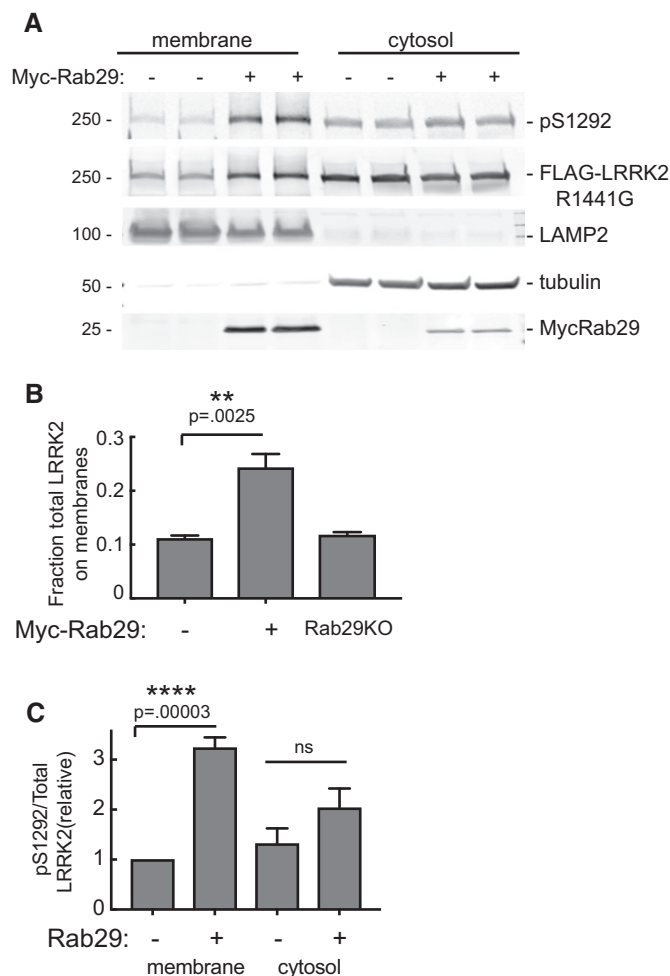 A
membrane cytosol
Myc-Rab29: - - + + - - + +
250 - - pS1292
250 - - FLAG-LRRK2
R1441G
100 - - LAMP2
50 - - tubulin
25 - - MycRab29
B
**
p=.0025
0.3
0.2
0.1
0
Fraction total LRRK2
on membranes
Myc-Rab29: - + Rab29KO
C
****
p=.00003
ns
3
2
1
0
pS1292/Total
LRRK2(relative)
Rab29: - + - +
membrane cytosol